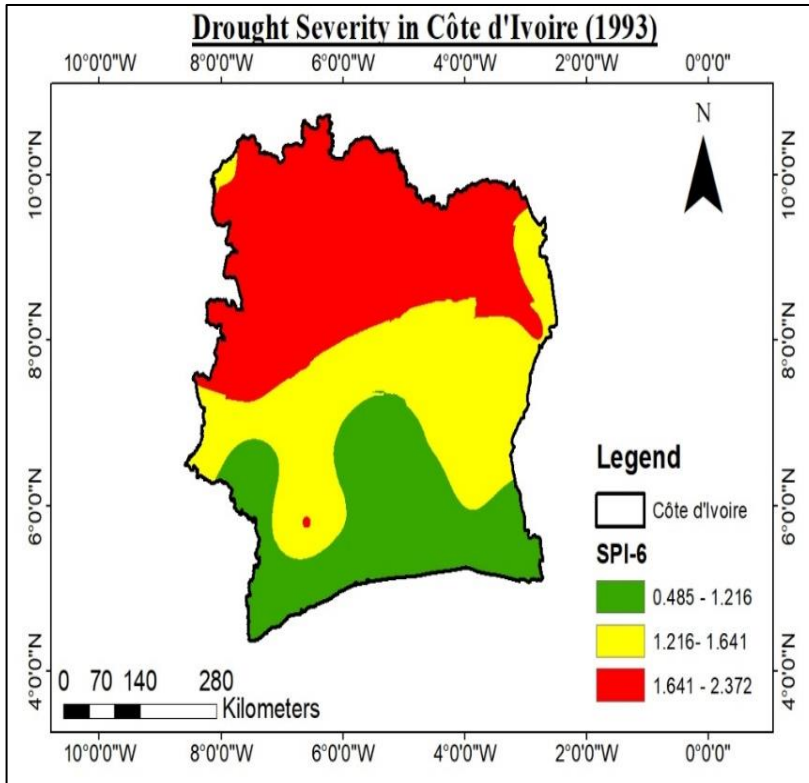 Drought Severity in Côte d'Ivoire (1993)
10°0'0"W 8°0'0"W 6°0'0"W 4°0'0"W 2°0'0"W 0°0'0"
N
10°0'0"N 10°0'0"N
8°0'0"N 8°0'0"N
6°0'0"N 6°0'0"N
4°0'0"N 4°0'0"N
Legend
Côte d'Ivoire
SPI-6
0.485 - 1.216
1.216- 1.641
1.641 - 2.372
0 70 140 280
Kilometers
10°0'0"W 8°0'0"W 6°0'0"W 4°0'0"W 2°0'0"W 0°0'0"